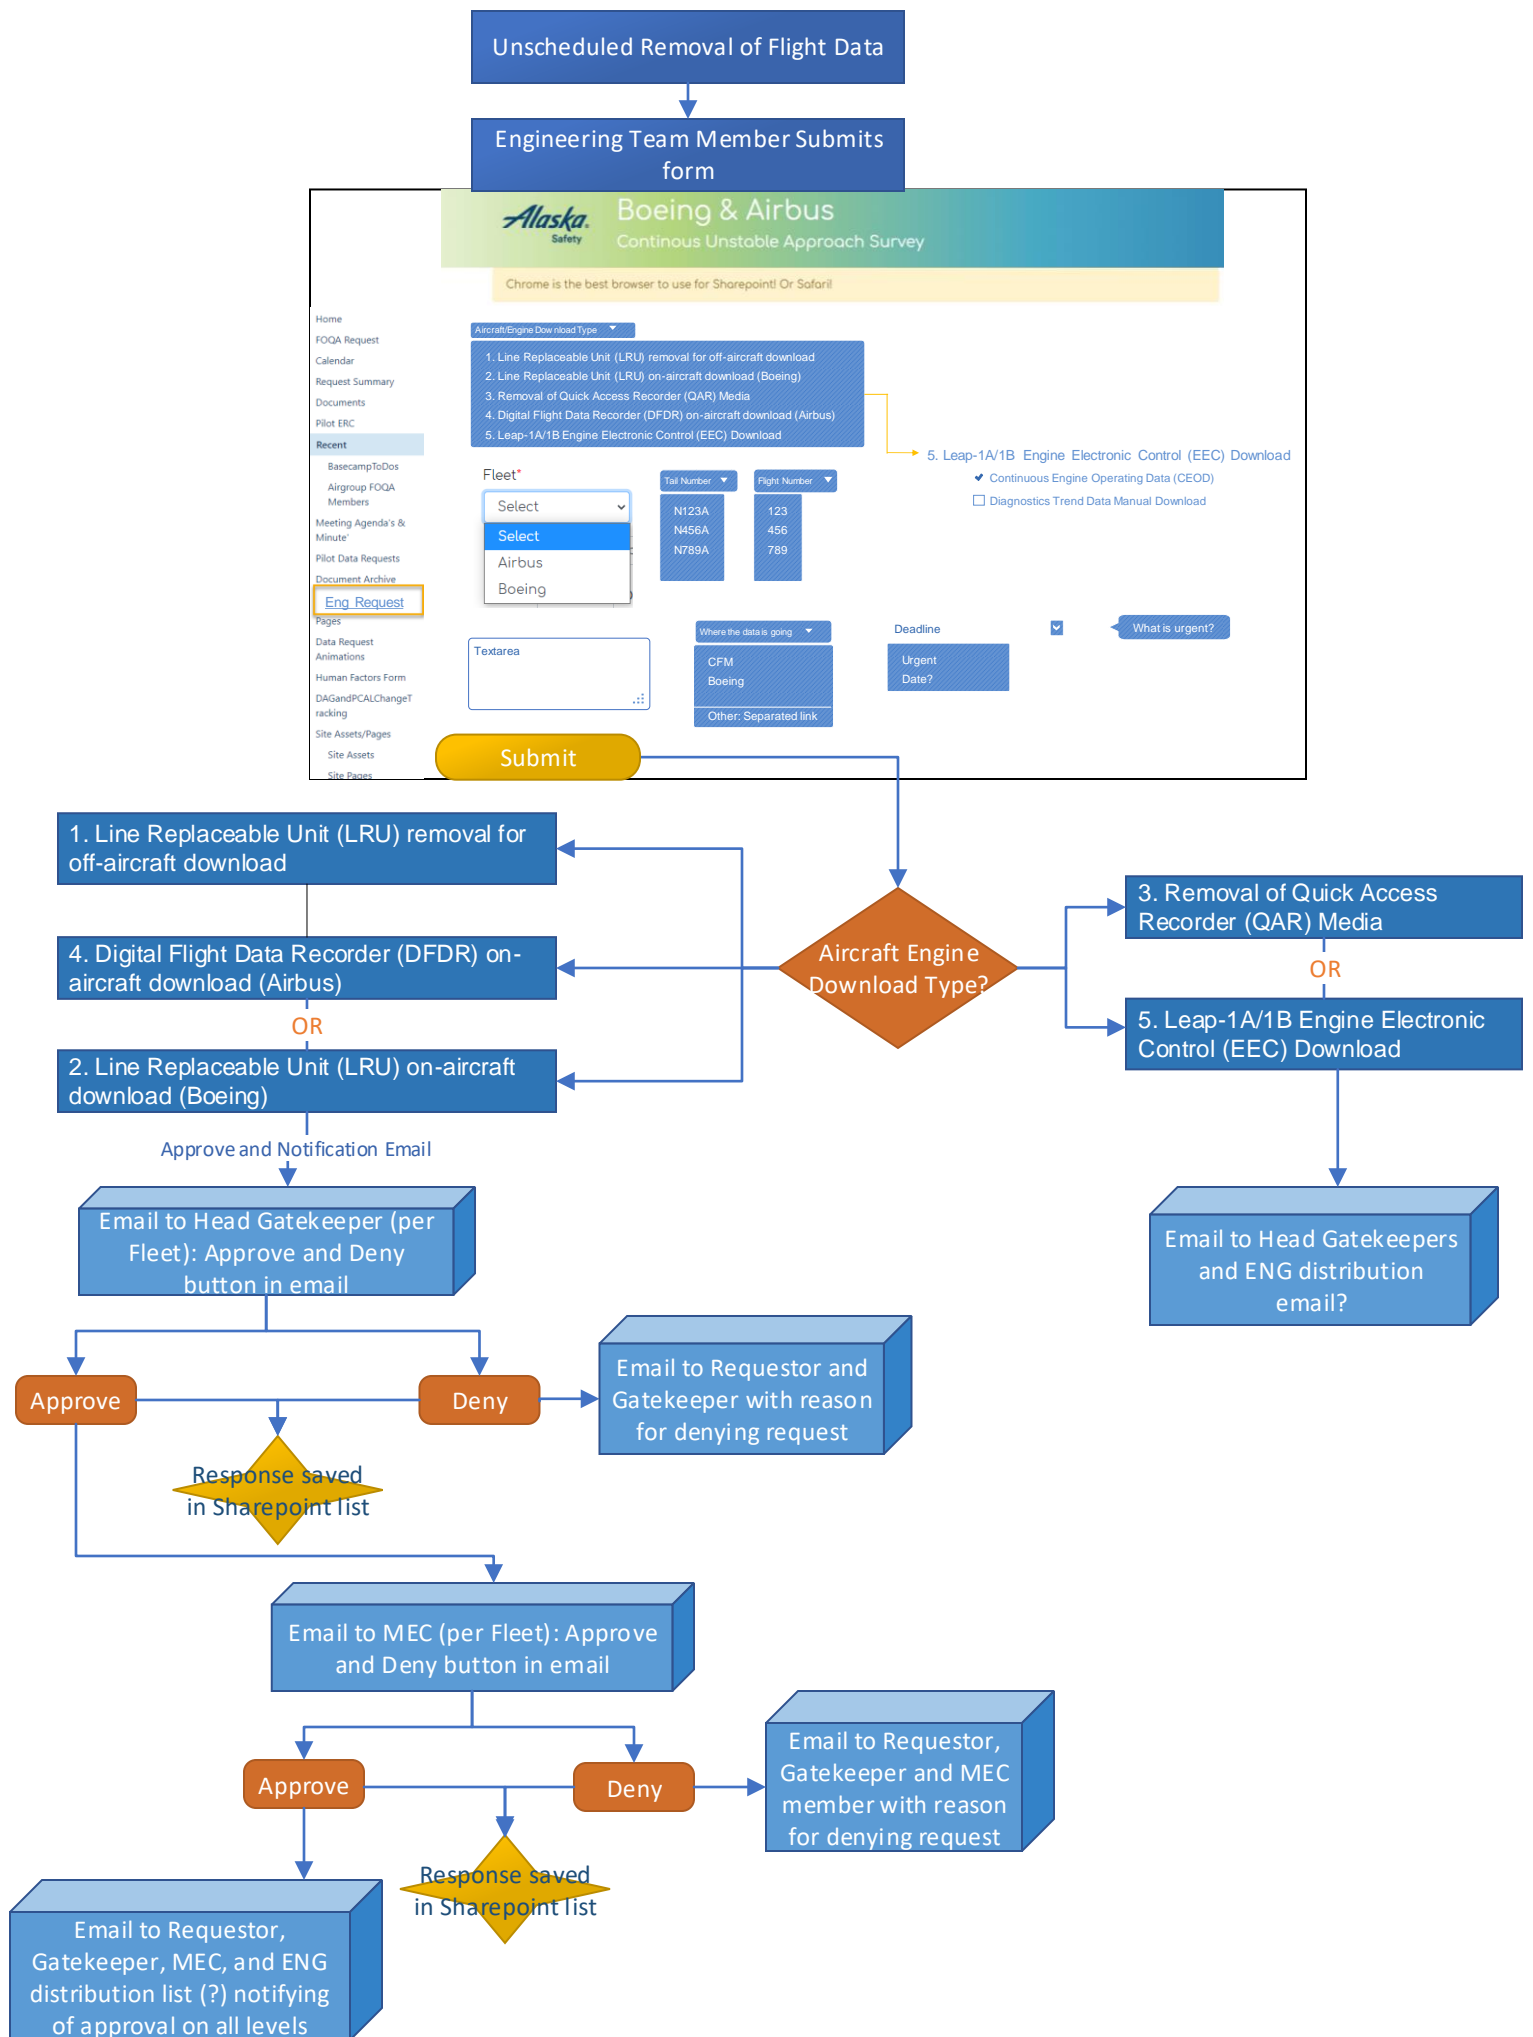 Unscheduled Removal of Flight Data
Engineering Team Member Submits
form
Alaska.
Safety
Boeing & Airbus
Continous Unstable Approach Survey
Chrome is the best browser to use for Sharepoint! Or Safari!
Home
FOQA Request
Calendar
Request Summary
Documents
Pilot ERC
Recent
BasecampToDos
Airgroup FOQA
Members
Meeting Agenda's &
Minute'
Pilot Data Requests
Document Archive
Eng Request
Pages
Data Request
Animations
Human Factors Form
DAGandPCALChangeT
racking
Site Assets/Pages
Site Assets
Site Pages
Aircraft/Engine Download Type
1. Line Replaceable Unit (LRU) removal for off-aircraft download
2. Line Replaceable Unit (LRU) on-aircraft download (Boeing)
3. Removal of Quick Access Recorder (QAR) Media
4. Digital Flight Data Recorder (DFDR) on-aircraft download (Airbus)
5. Leap-1A/1B Engine Electronic Control (EEC) Download
5. Leap-1A/1B Engine Electronic Control (EEC) Download
Continuous Engine Operating Data (CEOD)
Diagnostics Trend Data Manual Download
Fleet*
Select
Select
Airbus
Boeing
Tail Number
N123A
N456A
N789A
Flight Number
123
456
789
Textarea
Where the data is going
CFM
Boeing
Other: Separated link
Deadline
Urgent
Date?
What is urgent?
Submit
1. Line Replaceable Unit (LRU) removal for
off-aircraft download
4. Digital Flight Data Recorder (DFDR) on-
aircraft download (Airbus)
OR
2. Line Replaceable Unit (LRU) on-aircraft
download (Boeing)
Aircraft Engine
Download Type?
3. Removal of Quick Access
Recorder (QAR) Media
OR
5. Leap-1A/1B Engine Electronic
Control (EEC) Download
Approve and Notification Email
Email to Head Gatekeeper (per
Fleet): Approve and Deny
button in email
Email to Head Gatekeepers
and ENG distribution
email?
Approve
Deny
Email to Requestor and
Gatekeeper with reason
for denying request
Response saved
in Sharepoint list
Email to MEC (per Fleet): Approve
and Deny button in email
Approve
Deny
Email to Requestor,
Gatekeeper and MEC
member with reason
for denying request
Response saved
in Sharepoint list
Email to Requestor,
Gatekeeper, MEC, and ENG
distribution list (?) notifying
of approval on all levels